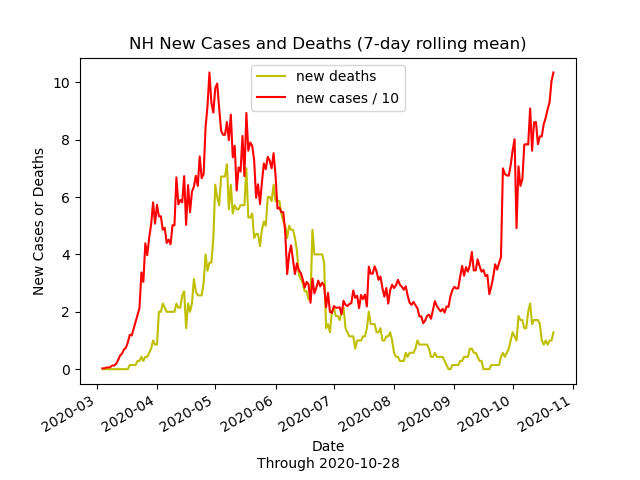 NH New Cases and Deaths (7-day rolling mean)
new deaths
new cases / 10
New Cases or Deaths
10
8
6
4
2
0
2020-03
2020-04
2020-05
2020-06
2020-07
2020-08
2020-09
2020-10
2020-11
Date
Through 2020-10-28